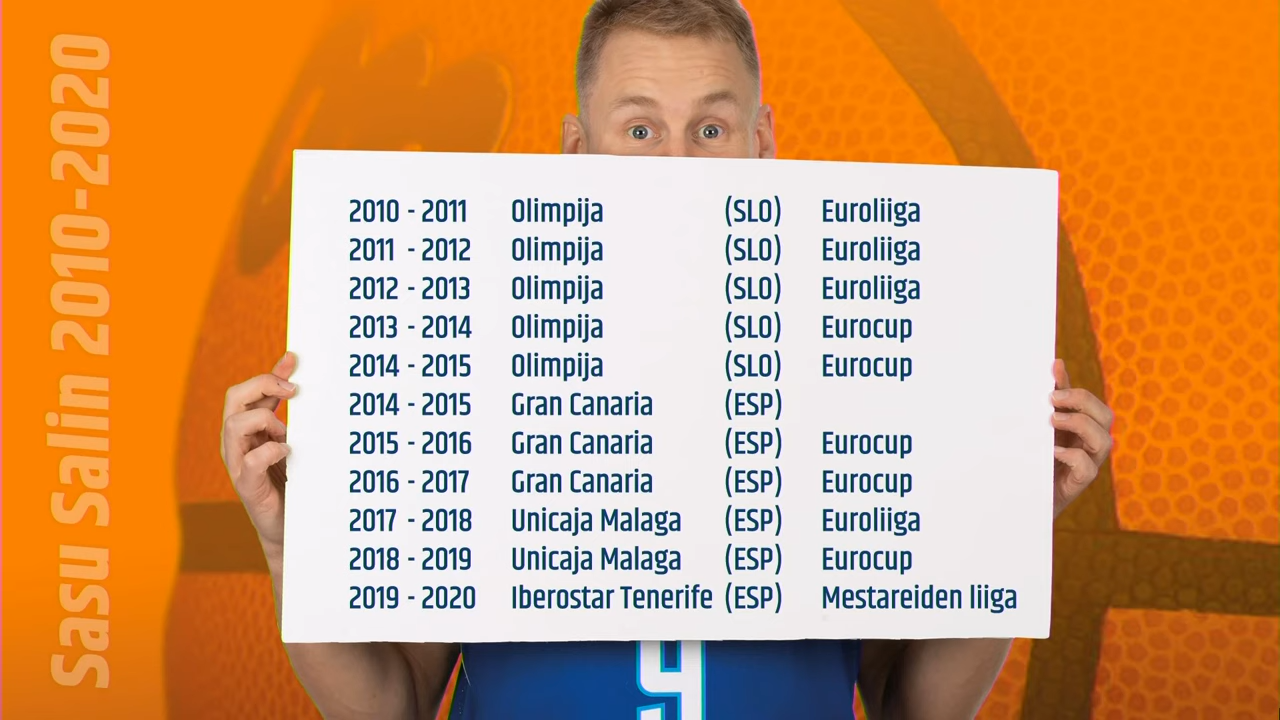 Sasu Salin 2010-2020
2010 - 2011 Olimpija (SLO) Euroliiga
2011 - 2012 Olimpija (SLO) Euroliiga
2012 - 2013 Olimpija (SLO) Euroliiga
2013 - 2014 Olimpija (SLO) Eurocup
2014 - 2015 Olimpija (SLO) Eurocup
2014 - 2015 Gran Canaria (ESP)
2015 - 2016 Gran Canaria (ESP) Eurocup
2016 - 2017 Gran Canaria (ESP) Eurocup
2017 - 2018 Unicaja Malaga (ESP) Euroliiga
2018 - 2019 Unicaja Malaga (ESP) Eurocup
2019 - 2020 Iberostar Tenerife (ESP) Mestareiden liiga
9